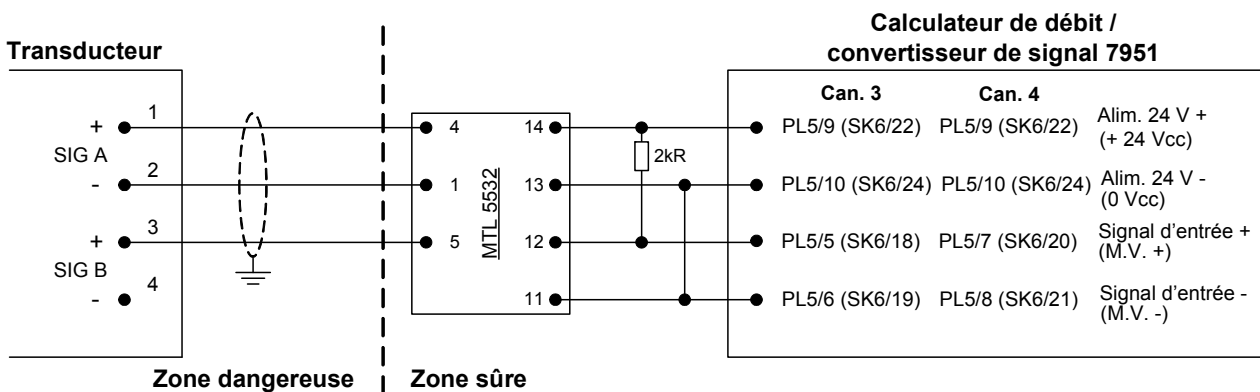 Calculateur de débit /
convertisseur de signal 7951
Transducteur
Can. 3 Can. 4
+ 1
SIG A
- 2
+ 3
SIG B
- 4
4 14
1 13
5 12
11
MTL 5532
2kR
PL5/9 (SK6/22) PL5/9 (SK6/22) Alim. 24 V +
(+ 24 Vcc)
PL5/10 (SK6/24) PL5/10 (SK6/24) Alim. 24 V -
(0 Vcc)
PL5/5 (SK6/18) PL5/7 (SK6/20) Signal d’entrée +
(M.V. +)
PL5/6 (SK6/19) PL5/8 (SK6/21) Signal d’entrée -
(M.V. -)
Zone dangereuse Zone sûre